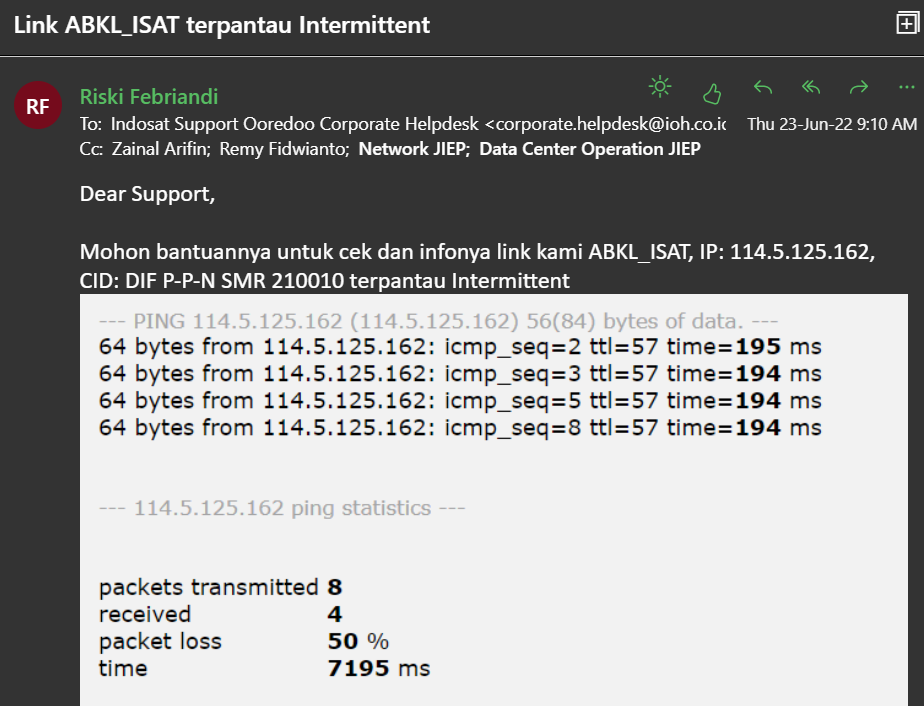 Link ABKL_ISAT terpantau Intermittent
RF
Riski Febriandi
To: Indosat Support Ooredoo Corporate Helpdesk <corporate.helpdesk@ioh.co.ic Thu 23-Jun-22 9:10 AM
Cc: Zainal Arifin; Remy Fidwianto; Network JIEP; Data Center Operation JIEP
Dear Support,
Mohon bantuannya untuk cek dan infonya link kami ABKL_ISAT, IP: 114.5.125.162,
CID: DIF P-P-N SMR 210010 terpantau Intermittent
--- PING 114.5.125.162 (114.5.125.162) 56(84) bytes of data. ---
64 bytes from 114.5.125.162: icmp_seq=2 ttl=57 time=195 ms
64 bytes from 114.5.125.162: icmp_seq=3 ttl=57 time=194 ms
64 bytes from 114.5.125.162: icmp_seq=5 ttl=57 time=194 ms
64 bytes from 114.5.125.162: icmp_seq=8 ttl=57 time=194 ms
--- 114.5.125.162 ping statistics ---
packets transmitted 8
received 4
packet loss 50 %
time 7195 ms